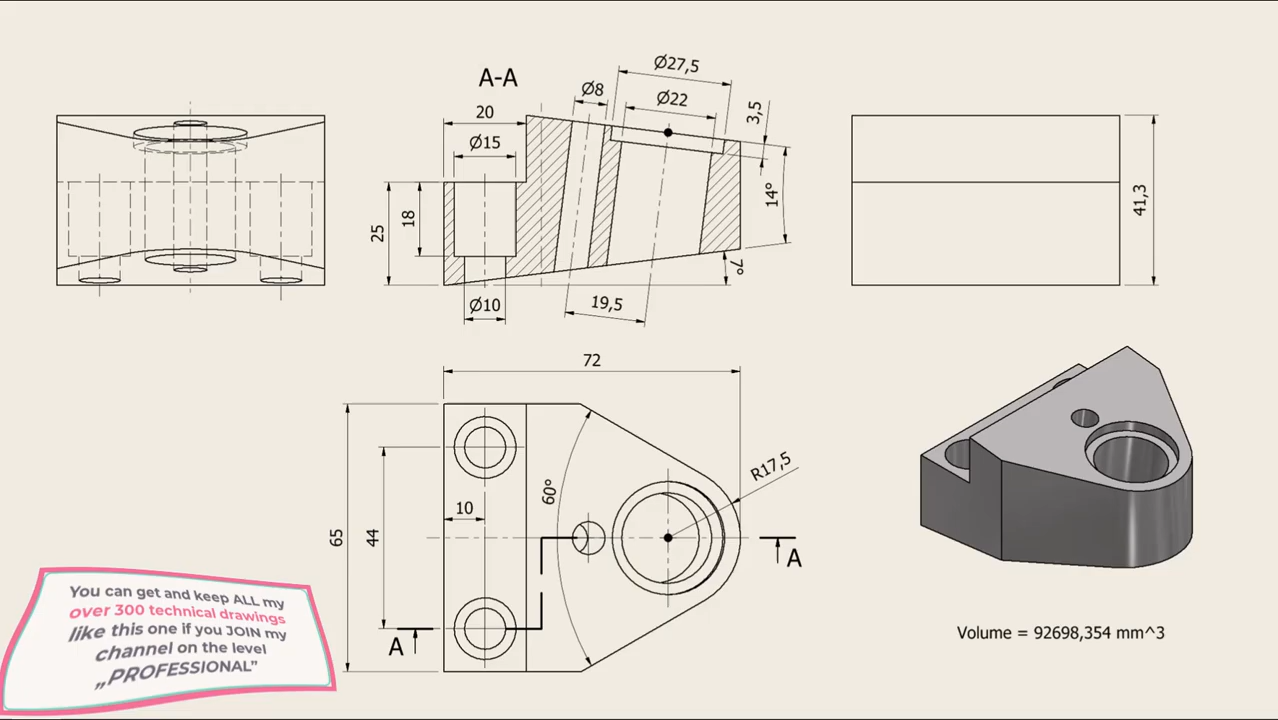 A-A
20
Ø15
Ø8
Ø27,5
Ø22
3,5
14°
7°
25
18
Ø10
19,5
41,3
72
65
44
10
60°
R17,5
A
A
Volume = 92698,354 mm^3
You can get and keep ALL my
over 300 technical drawings
like this one if you JOIN my
channel on the level
„PROFESSIONAL”